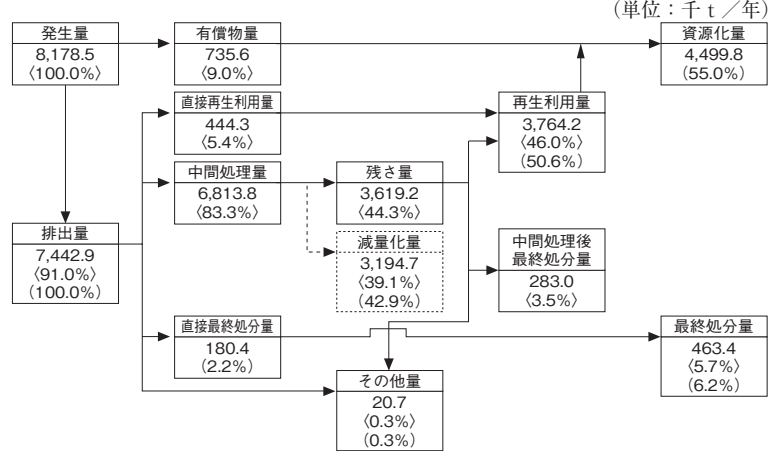 （単位：千ｔ／年）
発生量
8,178.5
〈100.0%〉
有償物量
735.6
〈9.0%〉
資源化量
4,499.8
(55.0%)
直接再生利用量
444.3
〈5.4%〉
再生利用量
3,764.2
〈46.0%〉
(50.6%)
中間処理量
6,813.8
〈83.3%〉
残さ量
3,619.2
〈44.3%〉
排出量
7,442.9
〈91.0%〉
(100.0%)
減量化量
3,194.7
〈39.1%〉
(42.9%)
中間処理後
最終処分量
283.0
〈3.5%〉
直接最終処分量
180.4
(2.2%)
最終処分量
463.4
〈5.7%〉
(6.2%)
その他量
20.7
〈0.3%〉
(0.3%)